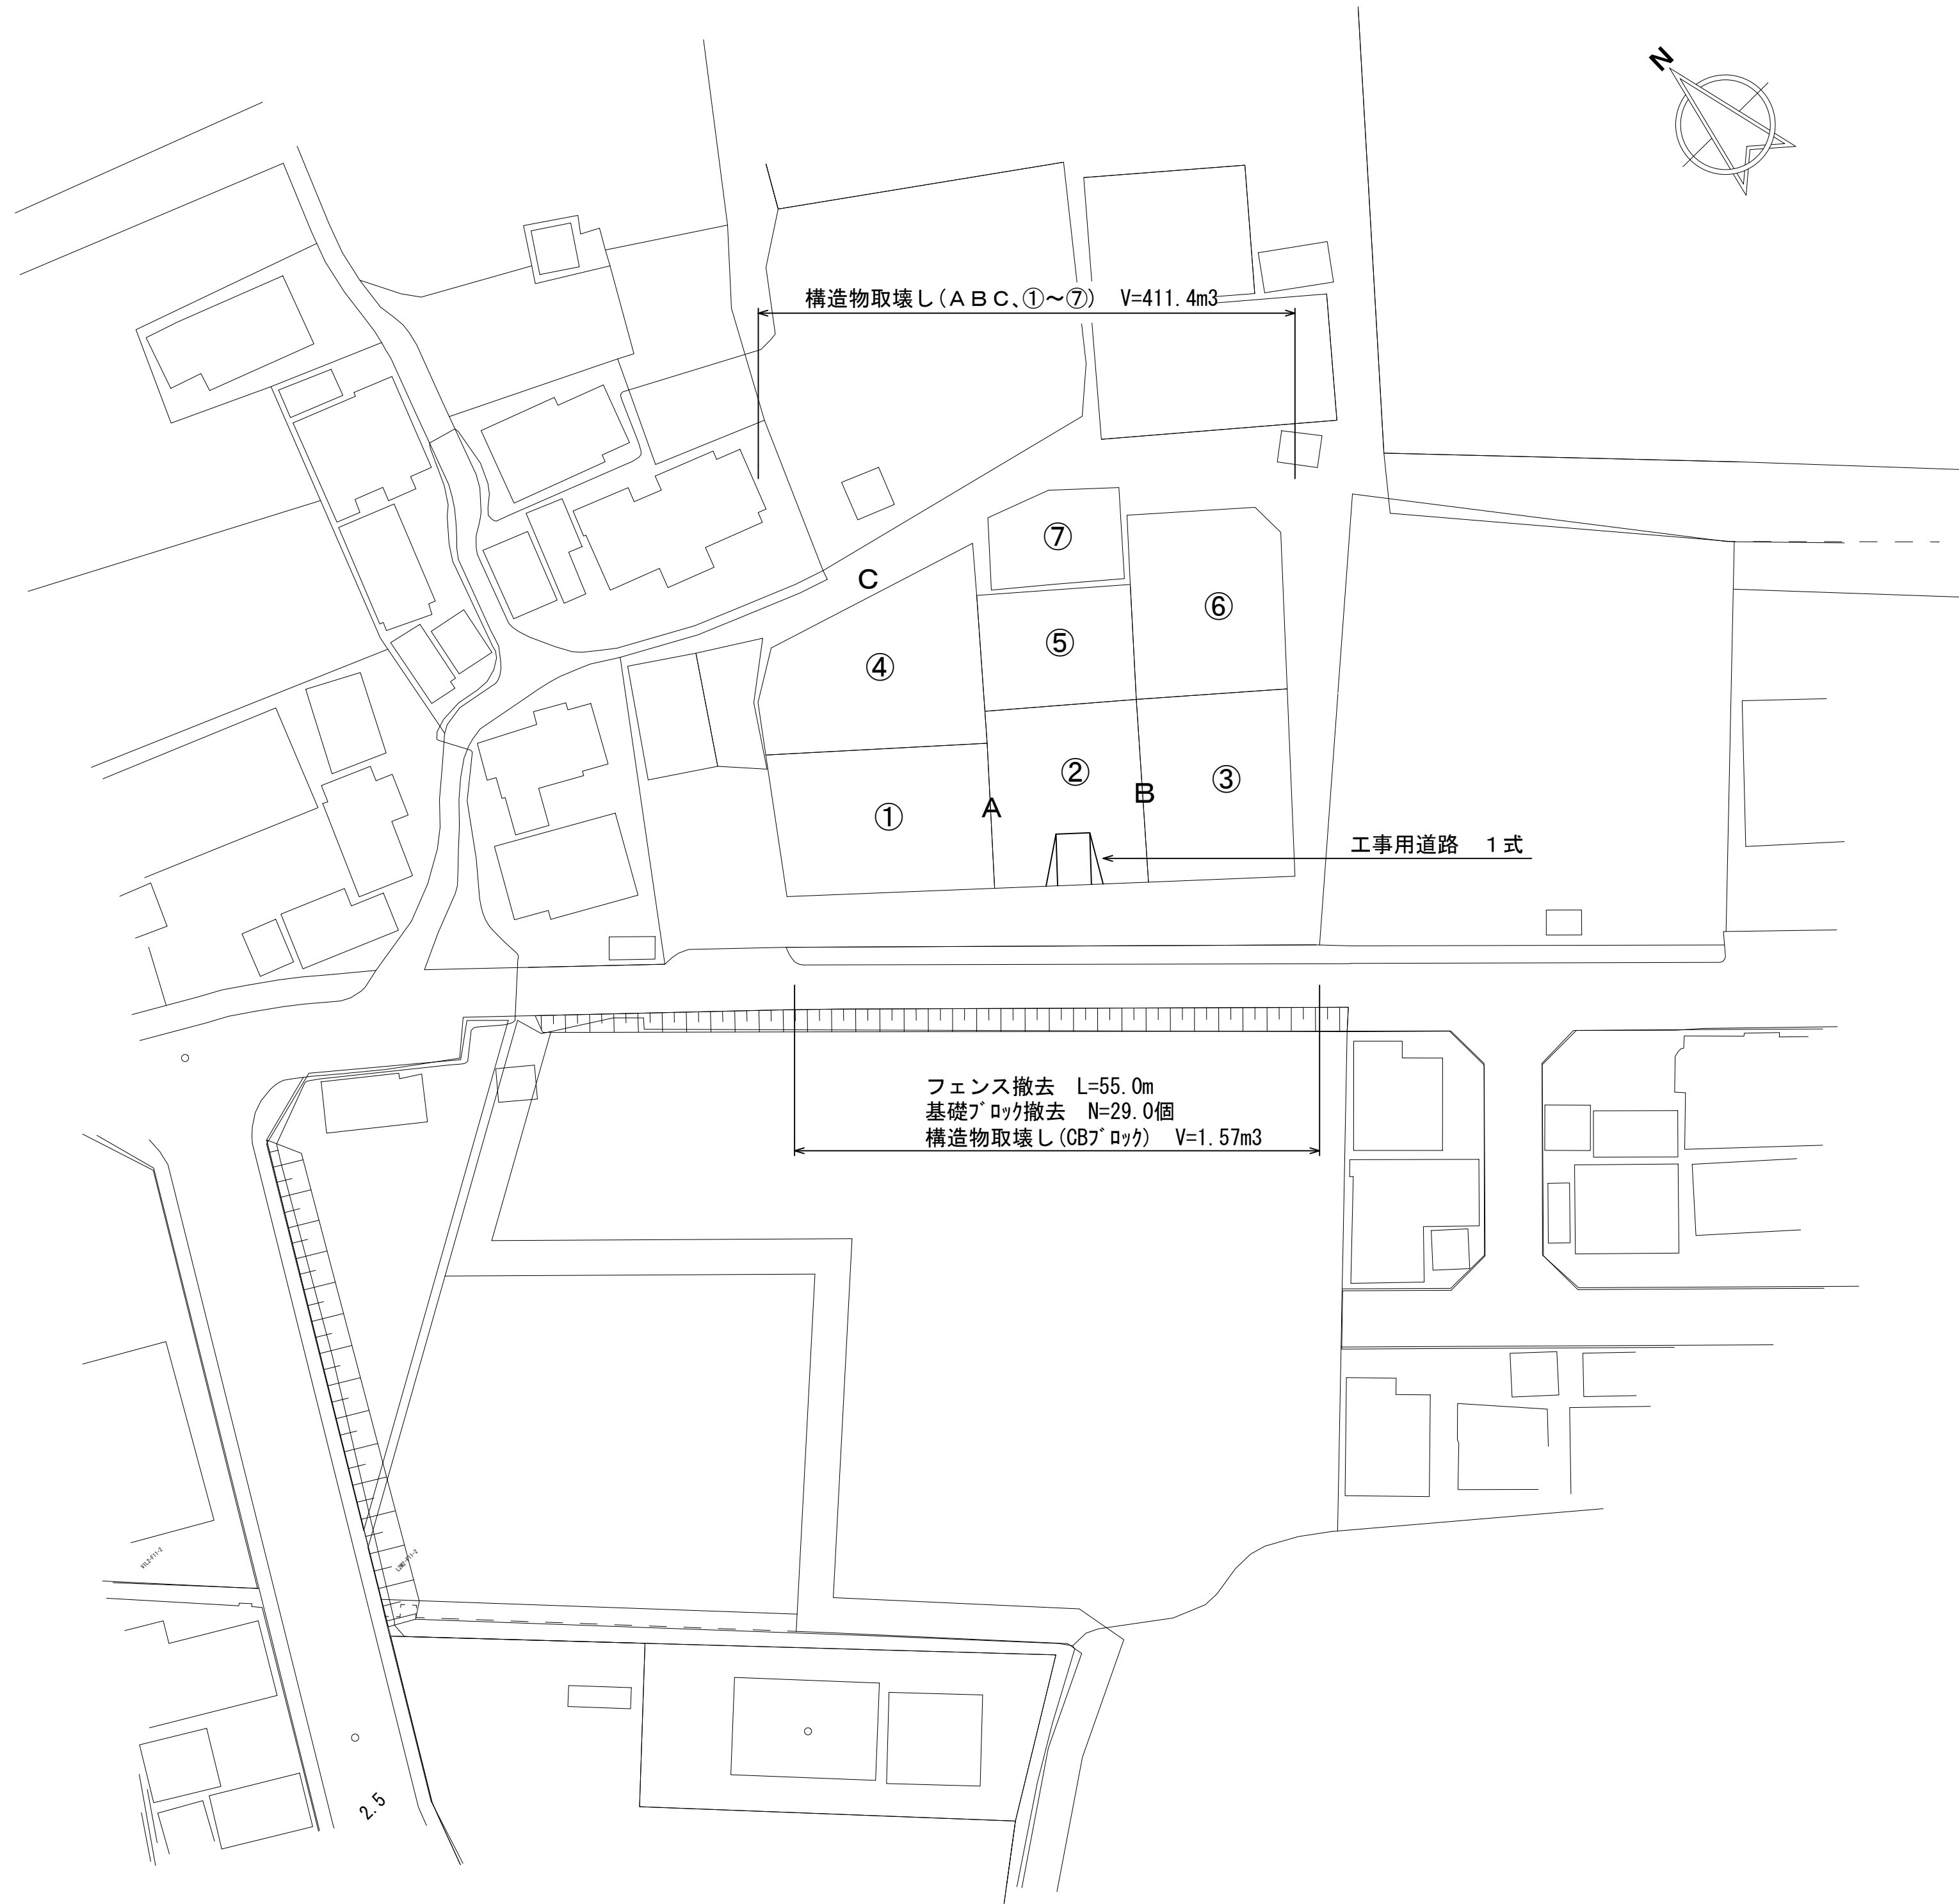 N
構造物取壊し(ＡＢＣ、①～⑦)　V=411.4m3
⑦
C
⑥
⑤
④
②
③
B
A
①
工事用道路　１式
フェンス撤去　L=55.0m
基礎ﾌﾞﾛｯｸ撤去　N=29.0個
構造物取壊し(CBﾌﾞﾛｯｸ)　V=1.57m3
2.5